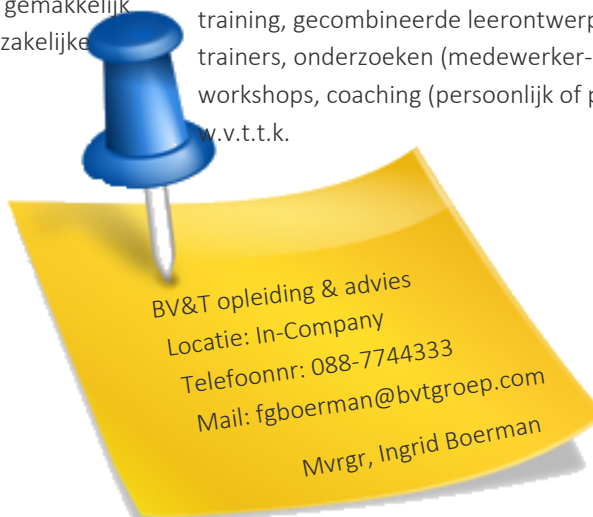 gemakkelijk
zakelijke
training, gecombineerde leerontwerp
trainers, onderzoeken (medewerker-
workshops, coaching (persoonlijk of p
w.v.t.t.k.
BV&T opleiding & advies
Locatie: In-Company
Telefoonnr: 088-7744333
Mail: fgboerman@bvtgroep.com
Mvrgr, Ingrid Boerman